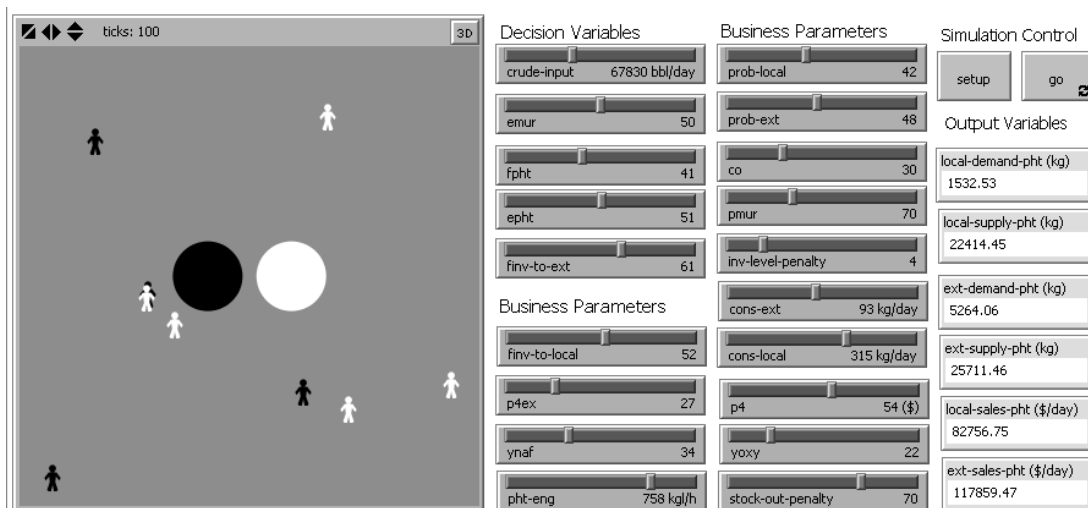 ticks: 100
3D
Decision Variables
crude-input 67830 bbl/day
emur 50
fpht 41
epht 51
finv-to-ext 61
Business Parameters
finv-to-local 52
p4ex 27
ynaf 34
pht-eng 758 kgl/h
Business Parameters
prob-local 42
prob-ext 48
co 30
pmur 70
inv-level-penalty 4
cons-ext 93 kg/day
cons-local 315 kg/day
p4 54 ($)
yoxy 22
stock-out-penalty 70
Simulation Control
setup
go
Output Variables
local-demand-pht (kg)
1532.53
local-supply-pht (kg)
22414.45
ext-demand-pht (kg)
5264.06
ext-supply-pht (kg)
25711.46
local-sales-pht ($/day)
82756.75
ext-sales-pht ($/day)
117859.47